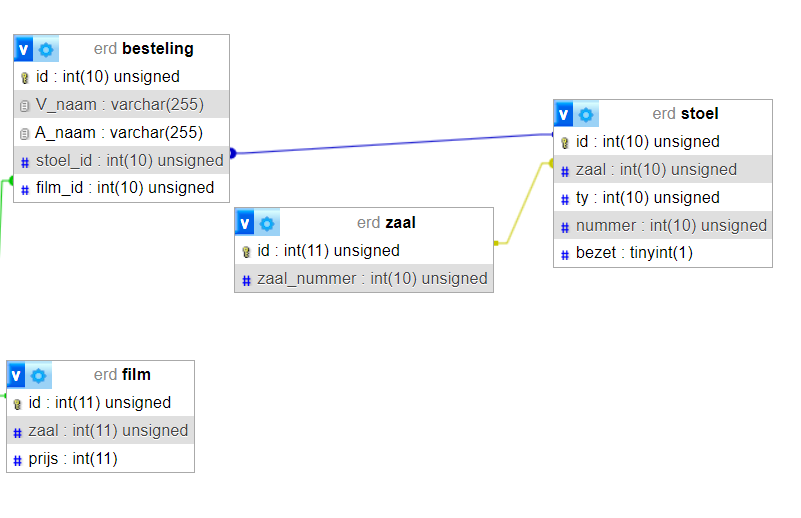 v erd besteling
id : int(10) unsigned
V_naam : varchar(255)
A_naam : varchar(255)
# stoel_id : int(10) unsigned
# film_id : int(10) unsigned
v erd stoel
id : int(10) unsigned
# zaal : int(10) unsigned
# ty : int(10) unsigned
# nummer : int(10) unsigned
# bezet : tinyint(1)
v erd zaal
id : int(11) unsigned
# zaal_nummer : int(10) unsigned
v erd film
id : int(11) unsigned
# zaal : int(11) unsigned
# prijs : int(11)